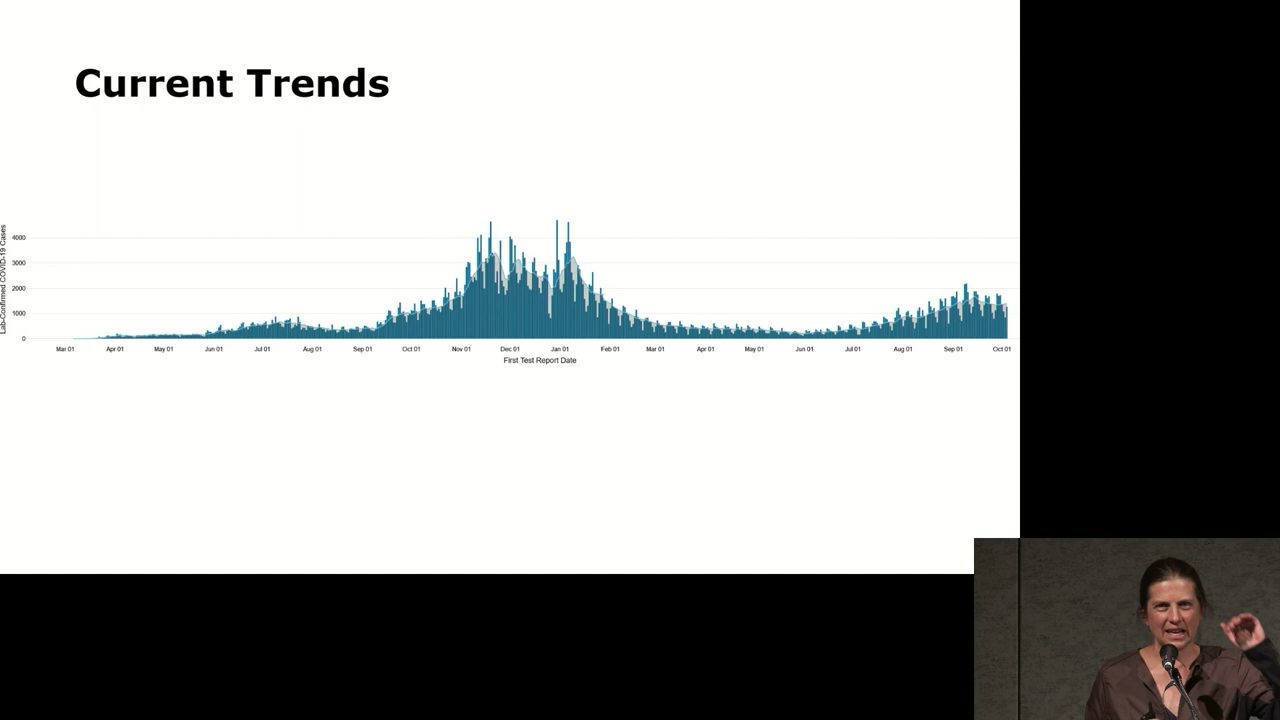 Current Trends
Lab-Confirmed COVID-19 Cases
4000
3000
2000
1000
0
Mar 01 Apr 01 May 01 Jun 01 Jul 01 Aug 01 Sep 01 Oct 01 Nov 01 Dec 01 Jan 01 Feb 01 Mar 01 Apr 01 May 01 Jun 01 Jul 01 Aug 01 Sep 01 Oct 01
First Test Report Date